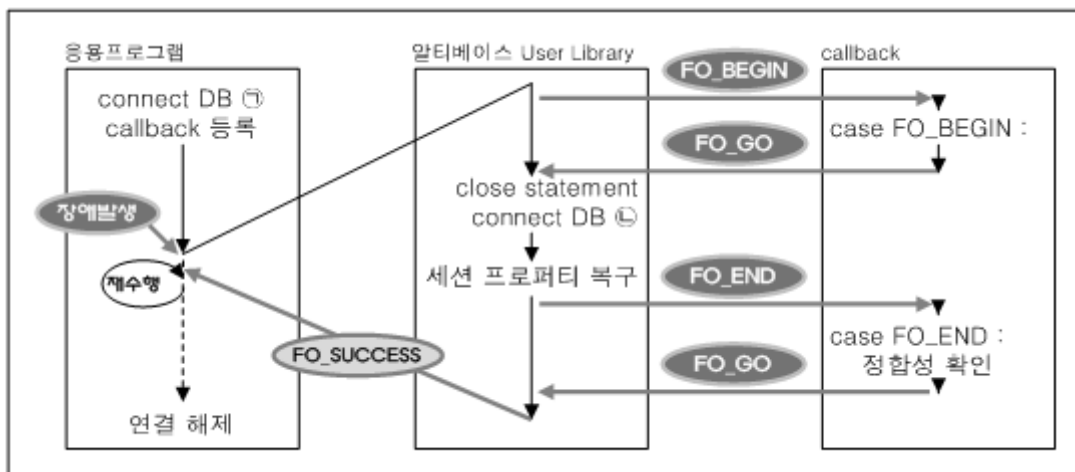 응용프로그램
connect DB ㉠
callback 등록
장애발생
재수행
연결 해제
알티베이스 User Library
close statement
connect DB ㉡
세션 프로퍼티 복구
FO_BEGIN
FO_GO
FO_END
FO_GO
FO_SUCCESS
callback
case FO_BEGIN :
case FO_END :
정합성 확인